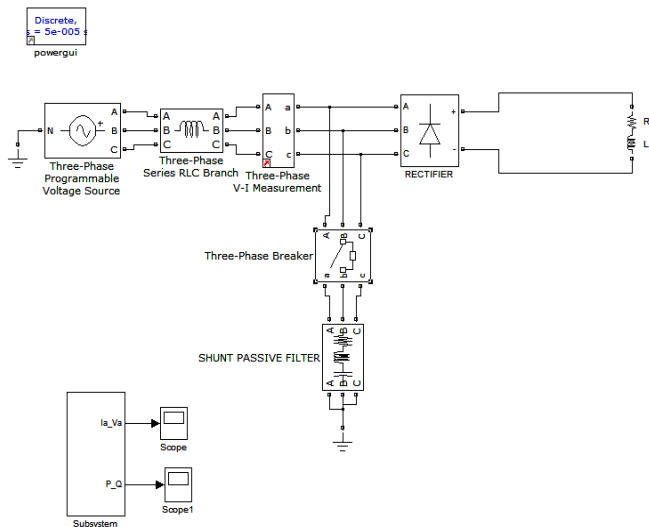 Discrete,
s = 5e-005 s
powergui
N
A
B
C
Three-Phase
Programmable
Voltage Source
A
B
C
A
B
C
Three-Phase
Series RLC Branch
A
B
C
a
b
c
Three-Phase
V-I Measurement
A
B
C
+
-
RECTIFIER
R
L
A
B
C
Three-Phase Breaker
a
b
c
A
B
C
SHUNT PASSIVE FILTER
A
B
C
Ia_Va
Scope
P_Q
Scope1
Subsystem